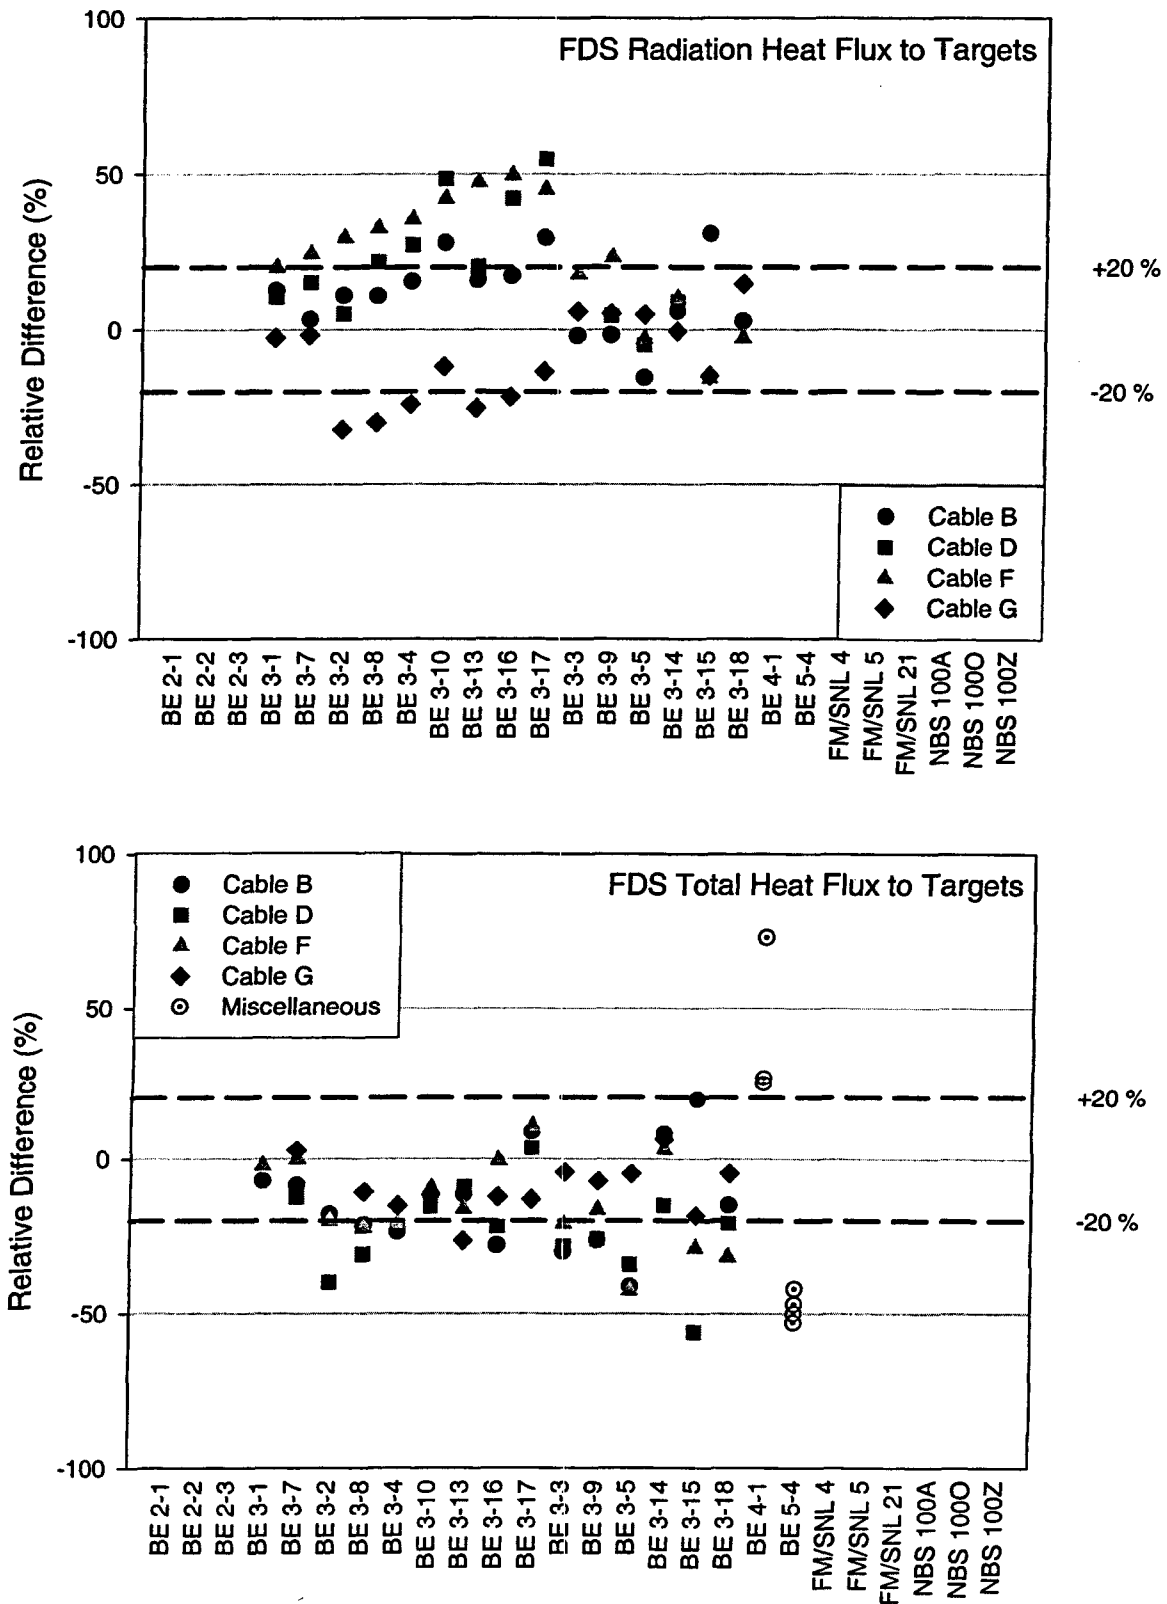 FDS Radiation Heat Flux to Targets
Relative Difference (%)
100
50
0
-50
-100
+20 %
-20 %
Cable B
Cable D
Cable F
Cable G
BE 2-1
BE 2-2
BE 2-3
BE 3-1
BE 3-7
BE 3-2
BE 3-8
BE 3-4
BE 3-10
BE 3-13
BE 3-16
BE 3-17
BE 3-3
BE 3-9
BE 3-5
BE 3-14
BE 3-15
BE 3-18
BE 4-1
BE 5-4
FM/SNL 4
FM/SNL 5
FM/SNL 21
NBS 100A
NBS 100O
NBS 100Z
FDS Total Heat Flux to Targets
Relative Difference (%)
100
50
0
-50
-100
Cable B
Cable D
Cable F
Cable G
Miscellaneous
+20 %
-20 %
BE 2-1
BE 2-2
BE 2-3
BE 3-1
BE 3-7
BE 3-2
BE 3-8
BE 3-4
BE 3-10
BE 3-13
BE 3-16
BE 3-17
BE 3-3
BE 3-9
BE 3-5
BE 3-14
BE 3-15
BE 3-18
BE 4-1
BE 5-4
FM/SNL 4
FM/SNL 5
FM/SNL 21
NBS 100A
NBS 100O
NBS 100Z